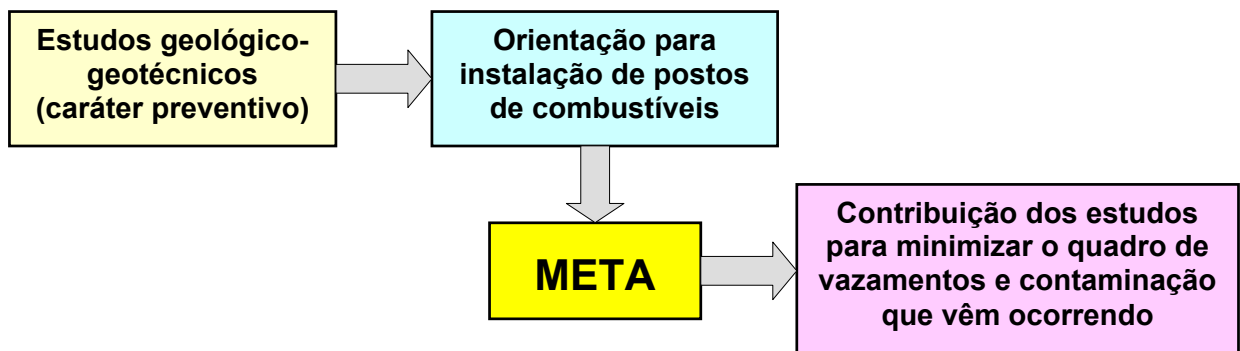 Estudos geológico-
geotécnicos
(caráter preventivo)
Orientação para
instalação de postos
de combustíveis
META
Contribuição dos estudos
para minimizar o quadro de
vazamentos e contaminação
que vêm ocorrendo